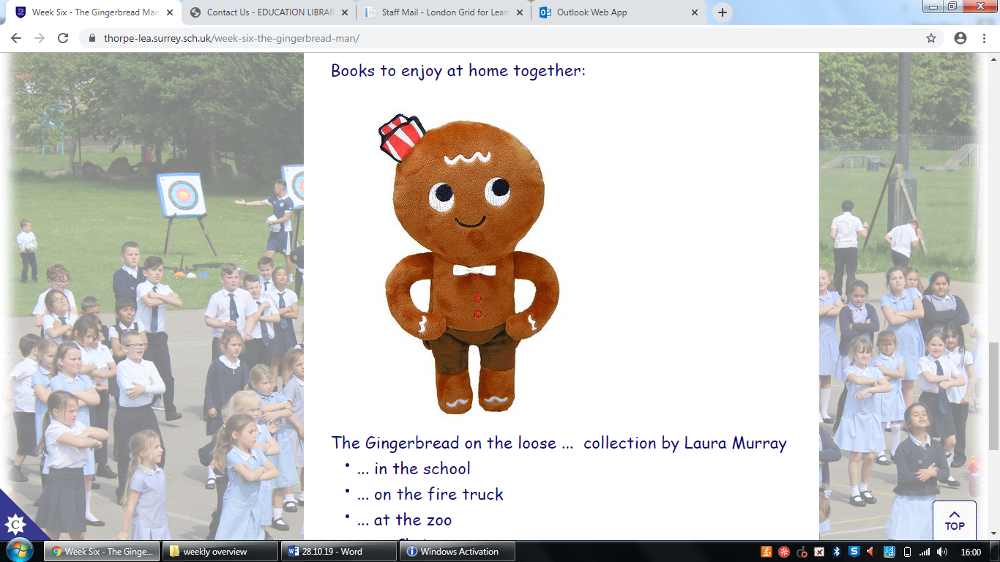 Week Six - The Gingerbread Man
Contact Us - EDUCATION LIBRAR
Staff Mail - London Grid for Lear
Outlook Web App
thorpe-lea.surrey.sch.uk/week-six-the-gingerbread-man/
Books to enjoy at home together:
The Gingerbread on the loose ... collection by Laura Murray
• ... in the school
• ... on the fire truck
• ... at the zoo
C
TOP
Week Six - The Ginge...
weekly overview
28.10.19 - Word
Windows Activation
16:00